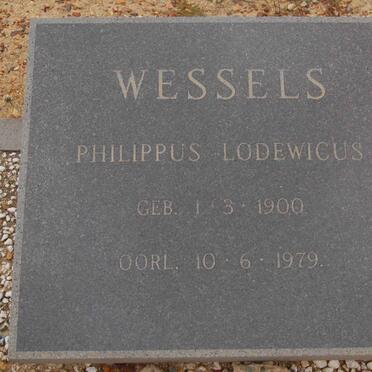 WESSELS
PHILIPPUS LODEWICUS
GEB. 1·3·1900
OORL. 10·6·1979.